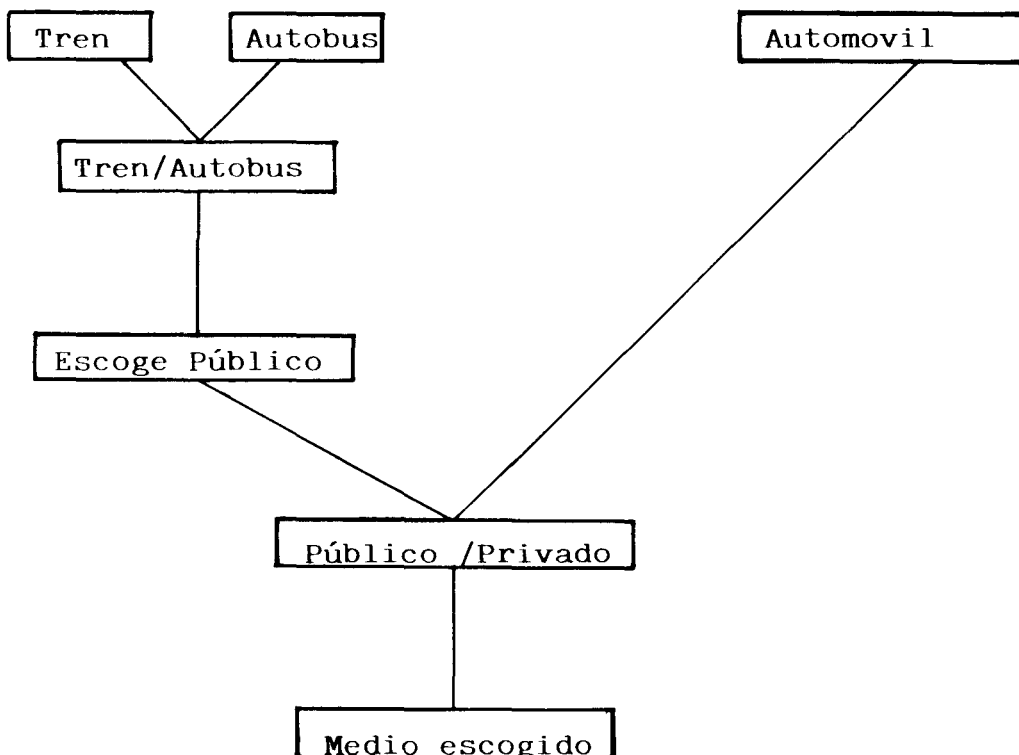 Tren
Autobus
Automovil
Tren/Autobus
Escoge Público
Público /Privado
Medio escogido